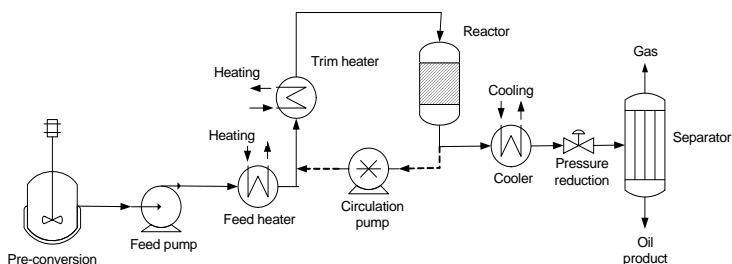 Reactor
Gas
Heating
Trim heater
Cooling
Heating
Separator
Cooler
Pressure
reduction
Feed heater
Circulation
pump
Feed pump
Oil
product
Pre-conversion